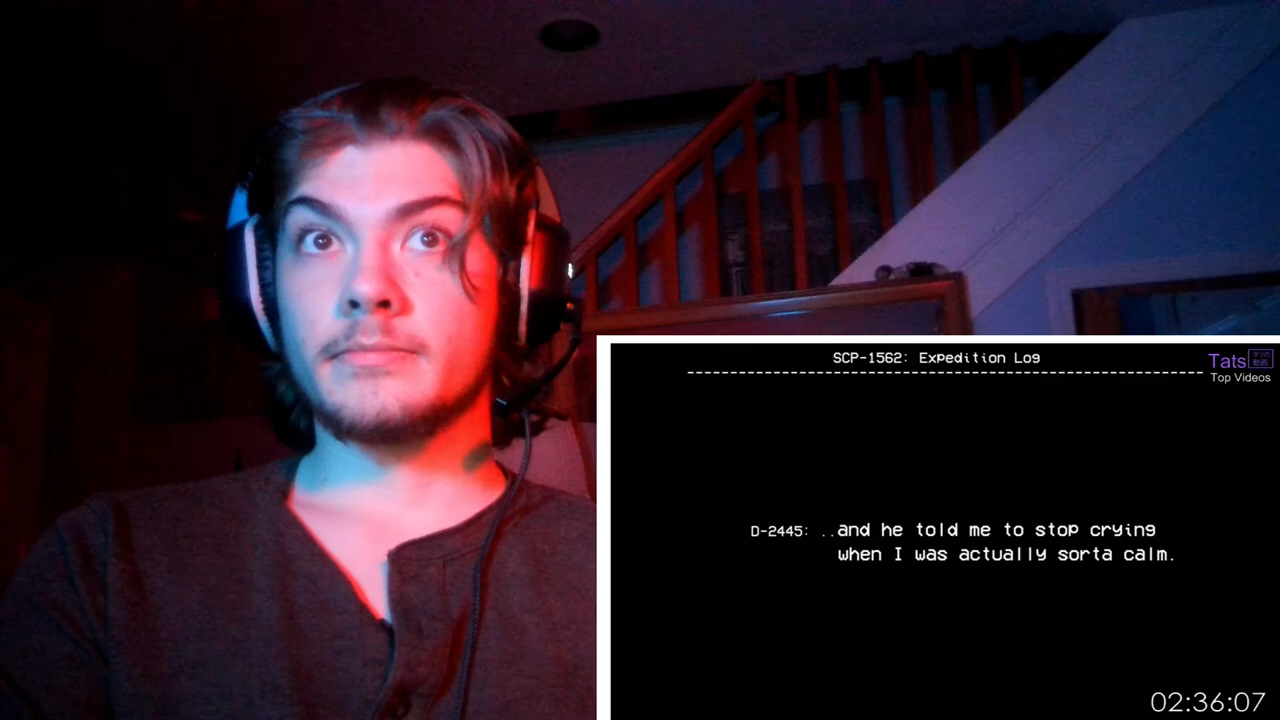 SCP-1562: Expedition Log
Tats
Top Videos
D-2445: ..and he told me to stop crying
when I was actually sorta calm.
02:36:07